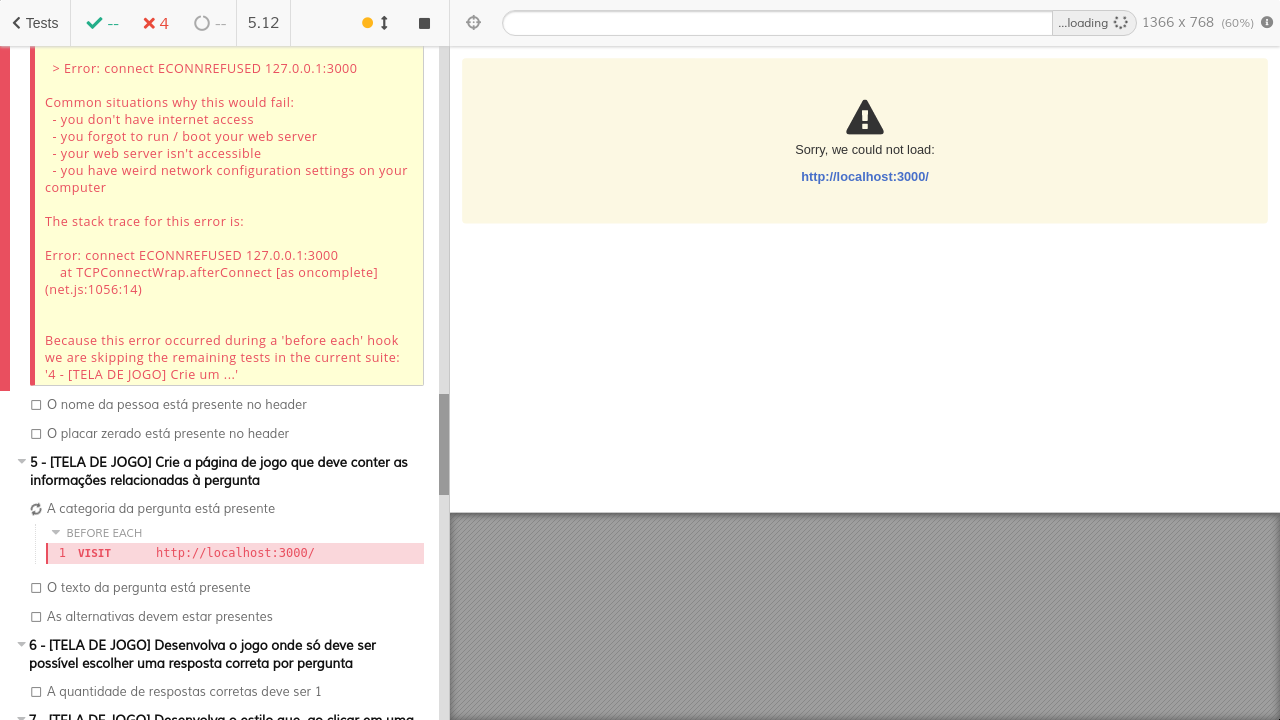 Tests
--
4
--
5.12
...loading
1366 x 768 (60%)
> Error: connect ECONNREFUSED 127.0.0.1:3000
Common situations why this would fail:
- you don't have internet access
- you forgot to run / boot your web server
- your web server isn't accessible
- you have weird network configuration settings on your
computer
The stack trace for this error is:
Error: connect ECONNREFUSED 127.0.0.1:3000
at TCPConnectWrap.afterConnect [as oncomplete]
(net.js:1056:14)
Because this error occurred during a 'before each' hook
we are skipping the remaining tests in the current suite:
'4 - [TELA DE JOGO] Crie um ...'
O nome da pessoa está presente no header
O placar zerado está presente no header
5 - [TELA DE JOGO] Crie a página de jogo que deve conter as
informações relacionadas à pergunta
A categoria da pergunta está presente
BEFORE EACH
1 VISIT http://localhost:3000/
O texto da pergunta está presente
As alternativas devem estar presentes
6 - [TELA DE JOGO] Desenvolva o jogo onde só deve ser
possível escolher uma resposta correta por pergunta
A quantidade de respostas corretas deve ser 1
7 - [TELA DE JOGO] Desenvolva o estilo que, ao clicar em uma
Sorry, we could not load:
http://localhost:3000/